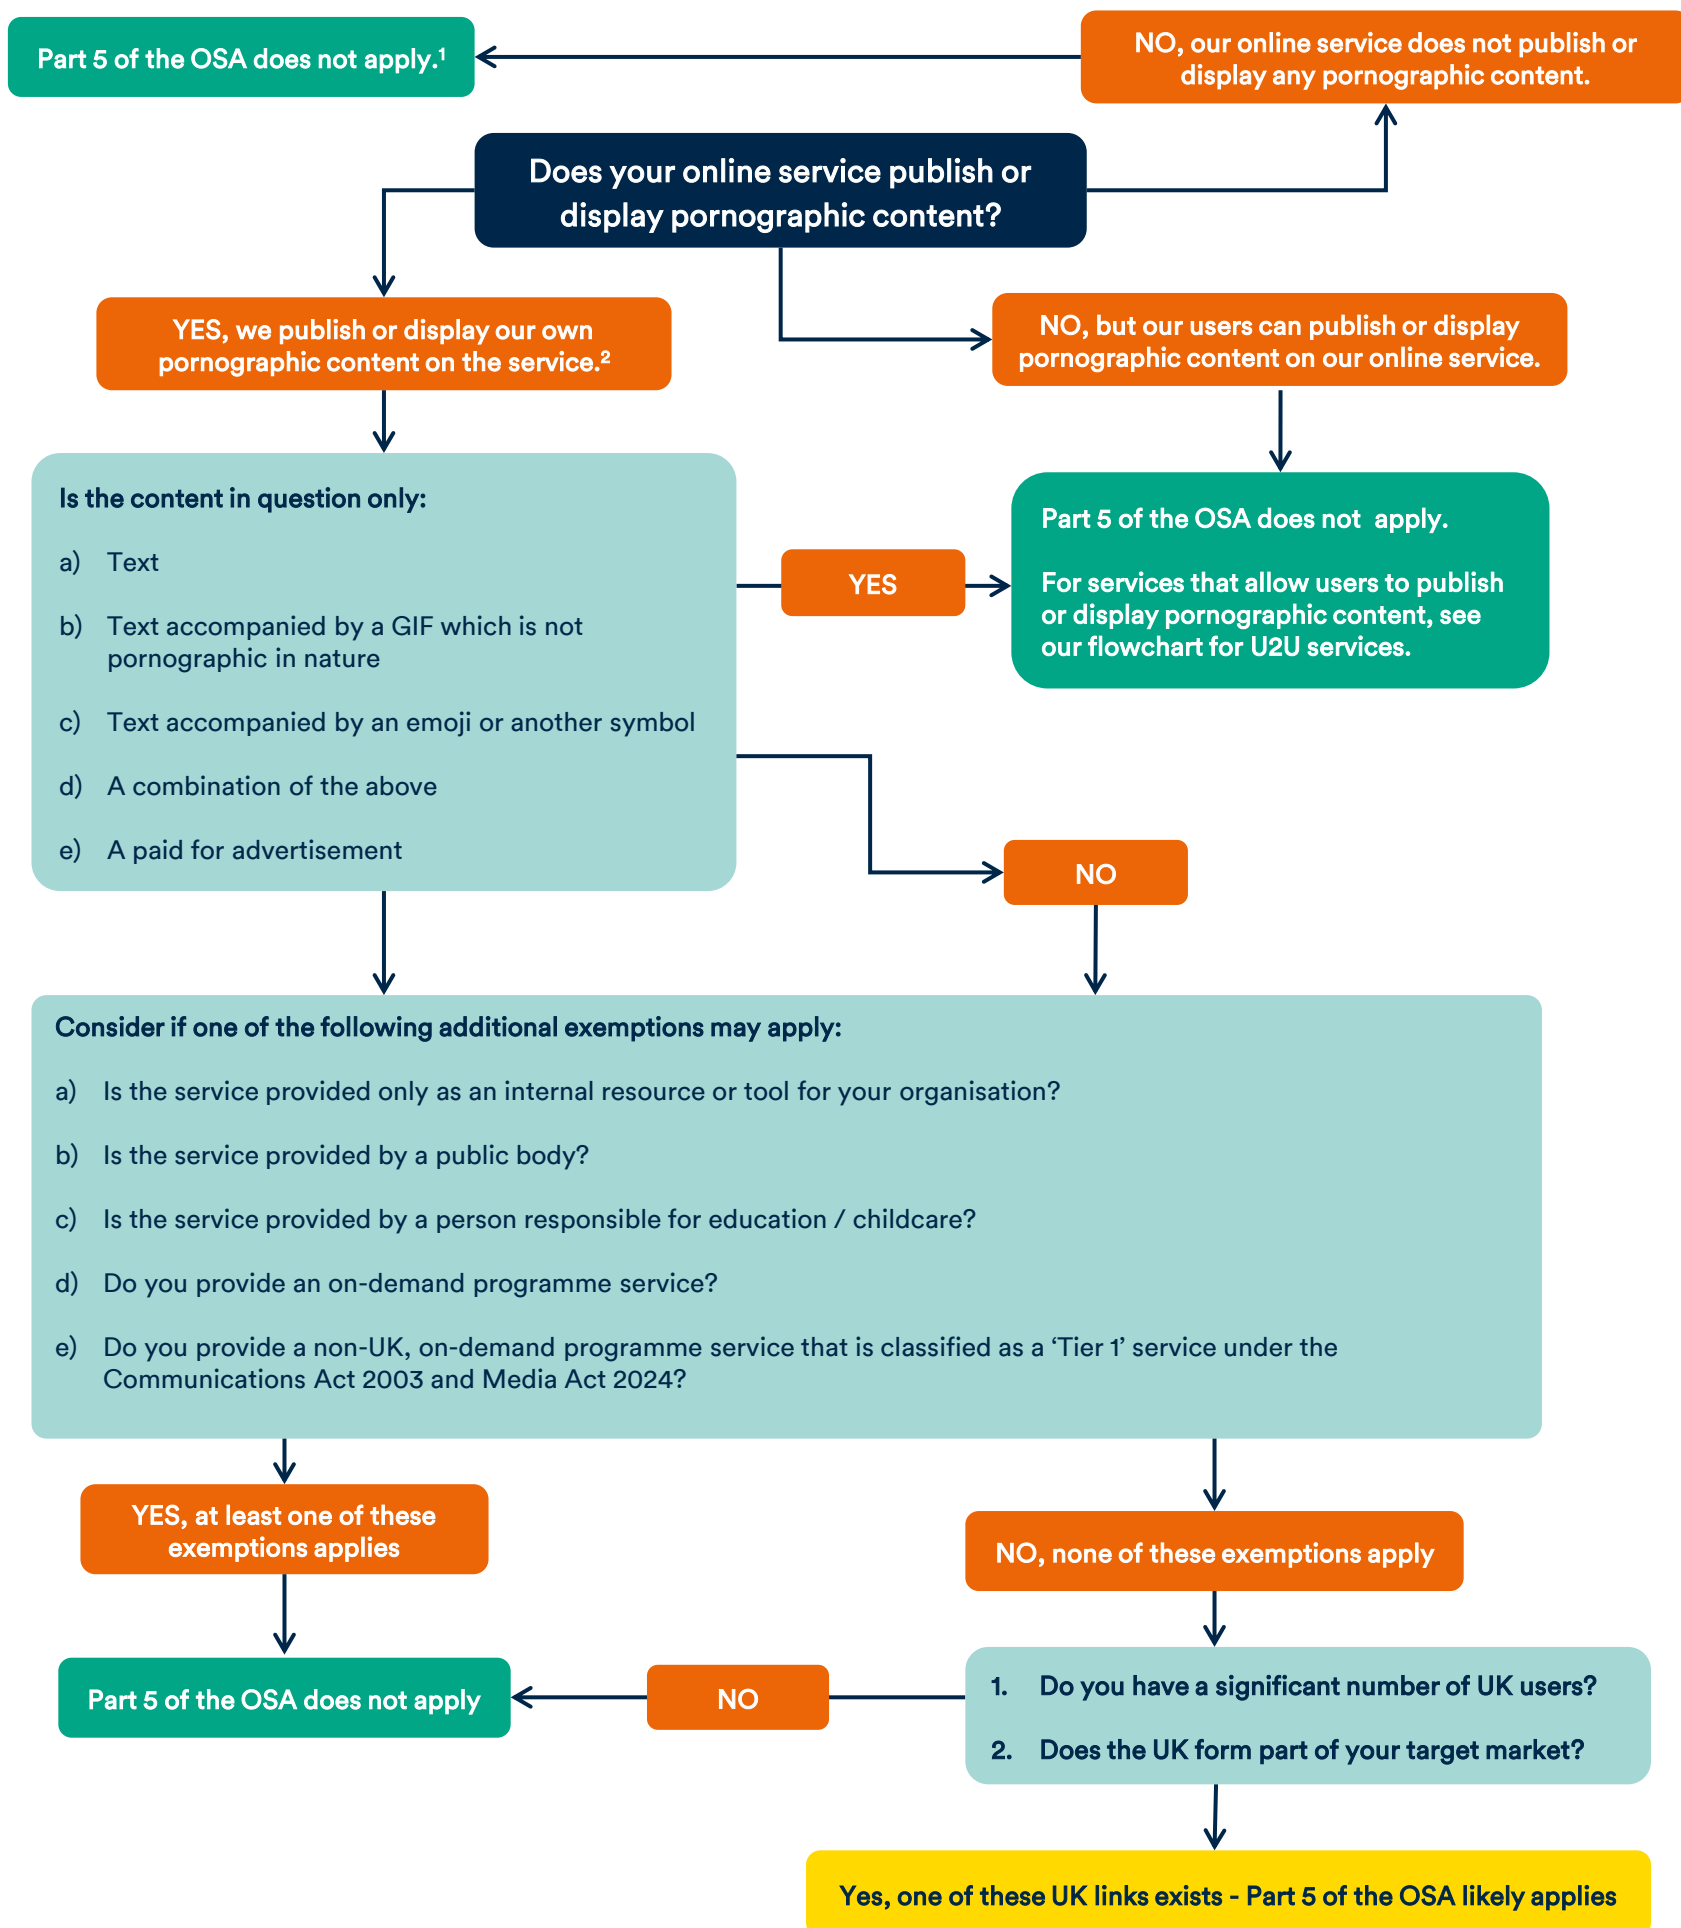 Part 5 of the OSA does not apply.¹
NO, our online service does not publish or
display any pornographic content.
Does your online service publish or
display pornographic content?
YES, we publish or display our own
pornographic content on the service.²
NO, but our users can publish or display
pornographic content on our online service.
Is the content in question only:
a) Text
b) Text accompanied by a GIF which is not
pornographic in nature
c) Text accompanied by an emoji or another symbol
d) A combination of the above
e) A paid for advertisement
YES
Part 5 of the OSA does not apply.
For services that allow users to publish
or display pornographic content, see
our flowchart for U2U services.
NO
Consider if one of the following additional exemptions may apply:
a) Is the service provided only as an internal resource or tool for your organisation?
b) Is the service provided by a public body?
c) Is the service provided by a person responsible for education / childcare?
d) Do you provide an on-demand programme service?
e) Do you provide a non-UK, on-demand programme service that is classified as a ‘Tier 1’ service under the
Communications Act 2003 and Media Act 2024?
YES, at least one of these
exemptions applies
NO, none of these exemptions apply
Part 5 of the OSA does not apply
NO
1. Do you have a significant number of UK users?
2. Does the UK form part of your target market?
Yes, one of these UK links exists - Part 5 of the OSA likely applies